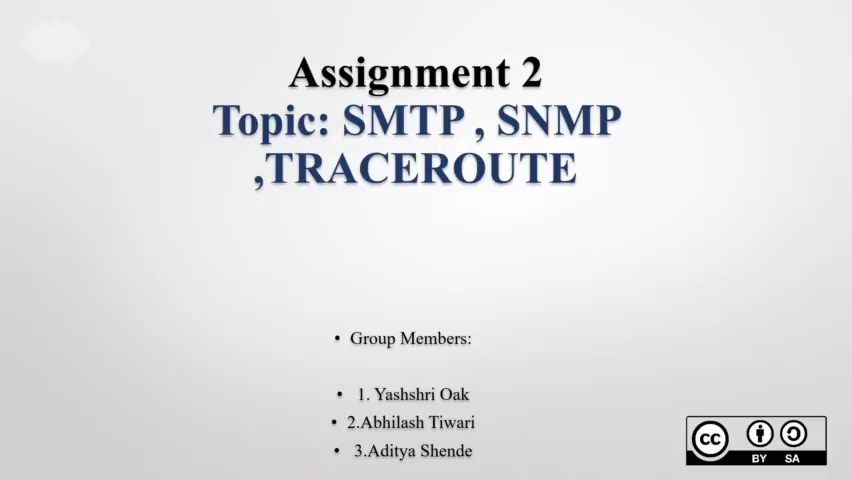 Assignment 2
Topic: SMTP , SNMP
,TRACEROUTE
• Group Members:
• 1. Yashshri Oak
• 2.Abhilash Tiwari
• 3.Aditya Shende
cc
BY SA